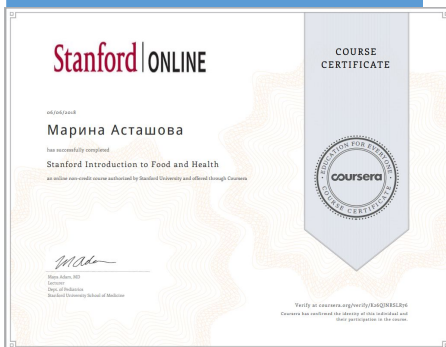 Stanford | ONLINE
COURSE
CERTIFICATE
06/06/2018
Марина Асташова
has successfully completed
Stanford Introduction to Food and Health
an online non-credit course authorized by Stanford University and offered through Coursera
EDUCATION FOR EVERYONE
coursera
COURSE CERTIFICATE
Maya Adam, MD
Lecturer
Dept. of Pediatrics
Stanford University School of Medicine
Verify at coursera.org/verify/
Coursera has confirmed the identity of this individual and
their participation in the course.